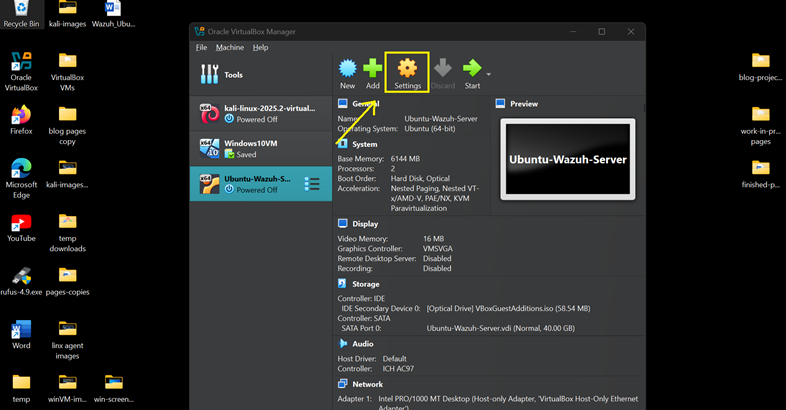 Recycle Bin
kali-images
Wazuh_Ubu...
Oracle VirtualBox
VirtualBox VMs
Firefox
blog pages copy
Microsoft Edge
kali-images...
YouTube
temp downloads
rufus-4.9.exe
pages-copies
Word
linx agent images
temp
winVM-im...
win-screen...
Oracle VirtualBox Manager
File Machine Help
Tools
New Add Settings Discard Start
x64
kali-linux-2025.2-virtual...
Powered Off
x64
10
Windows10VM
Saved
x64
Ubuntu-Wazuh-S...
Powered Off
General
Name: Ubuntu-Wazuh-Server
Operating System: Ubuntu (64-bit)
System
Base Memory: 6144 MB
Processors: 2
Boot Order: Hard Disk, Optical
Acceleration: Nested Paging, Nested VT-
x/AMD-V, PAE/NX, KVM
Paravirtualization
Preview
Ubuntu-Wazuh-Server
Display
Video Memory: 16 MB
Graphics Controller: VMSVGA
Remote Desktop Server: Disabled
Recording: Disabled
Storage
Controller: IDE
IDE Secondary Device 0: [Optical Drive] VBoxGuestAdditions.iso (58.54 MB)
Controller: SATA
SATA Port 0: Ubuntu-Wazuh-Server.vdi (Normal, 40.00 GB)
Audio
Host Driver: Default
Controller: ICH AC97
Network
Adapter 1: Intel PRO/1000 MT Desktop (Host-only Adapter, 'VirtualBox Host-Only Ethernet
Adapter')
blog-projec...
work-in-pr... pages
finished-p...